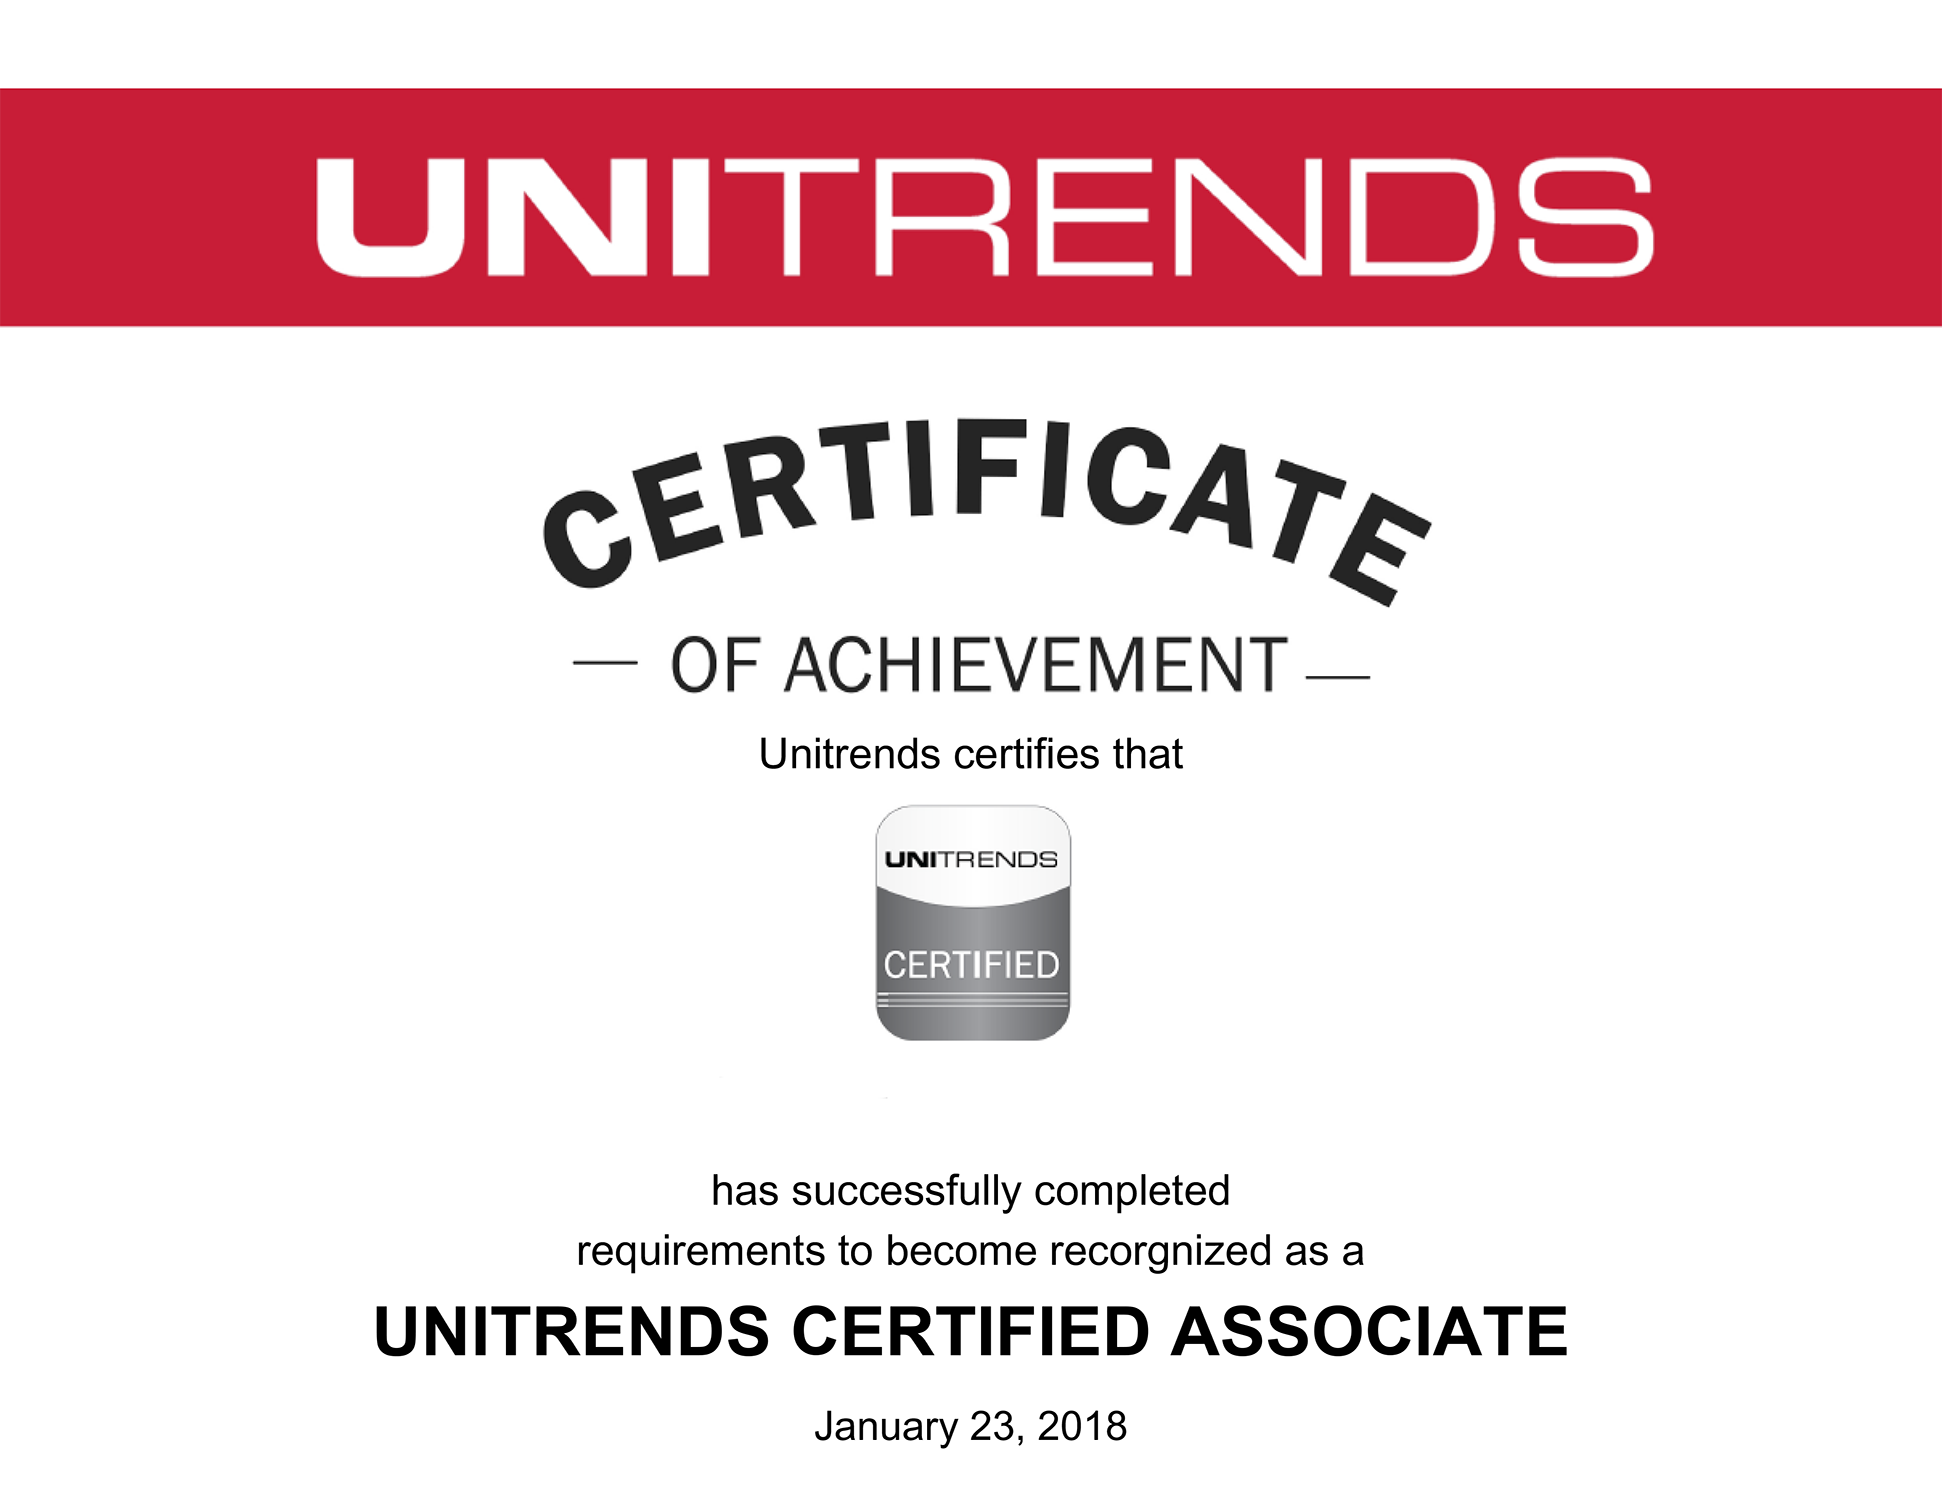 UNITRENDS
CERTIFICATE
OF ACHIEVEMENT
Unitrends certifies that
UNITRENDS
CERTIFIED
has successfully completed
requirements to become recorgnized as a
UNITRENDS CERTIFIED ASSOCIATE
January 23, 2018